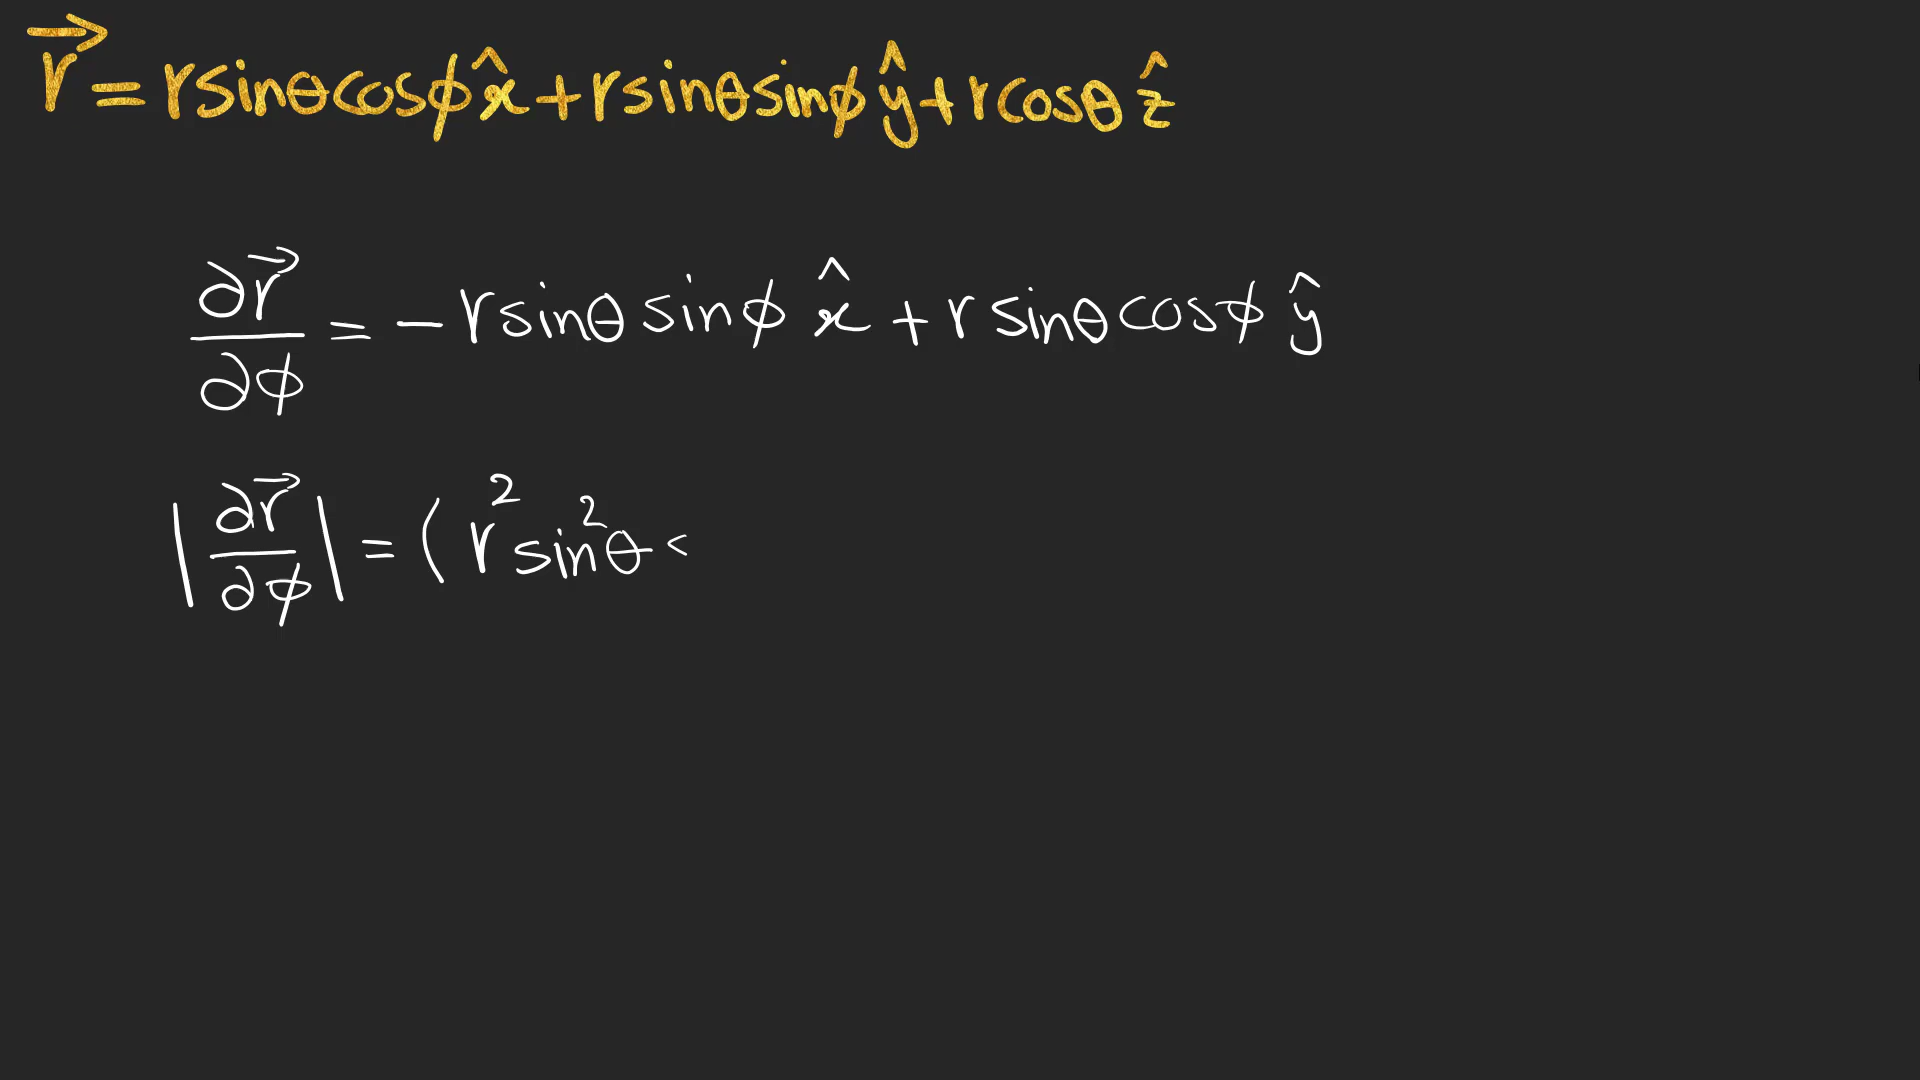 r⃗ = r sinθ cosϕ x̂ + r sinθ sinϕ ŷ + r cosθ ẑ
∂r⃗/∂ϕ = − r sinθ sinϕ x̂ + r sinθ cosϕ ŷ
|∂r⃗/∂ϕ| = ( r² sin²θ